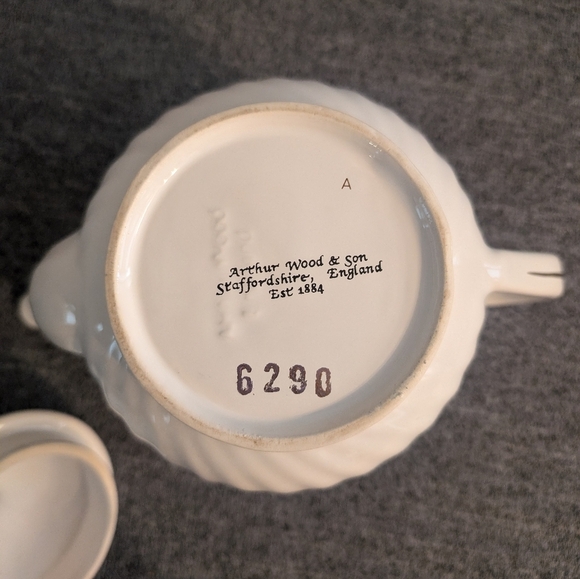 A
Arthur Wood & Son
Staffordshire, England
Est 1884
6290